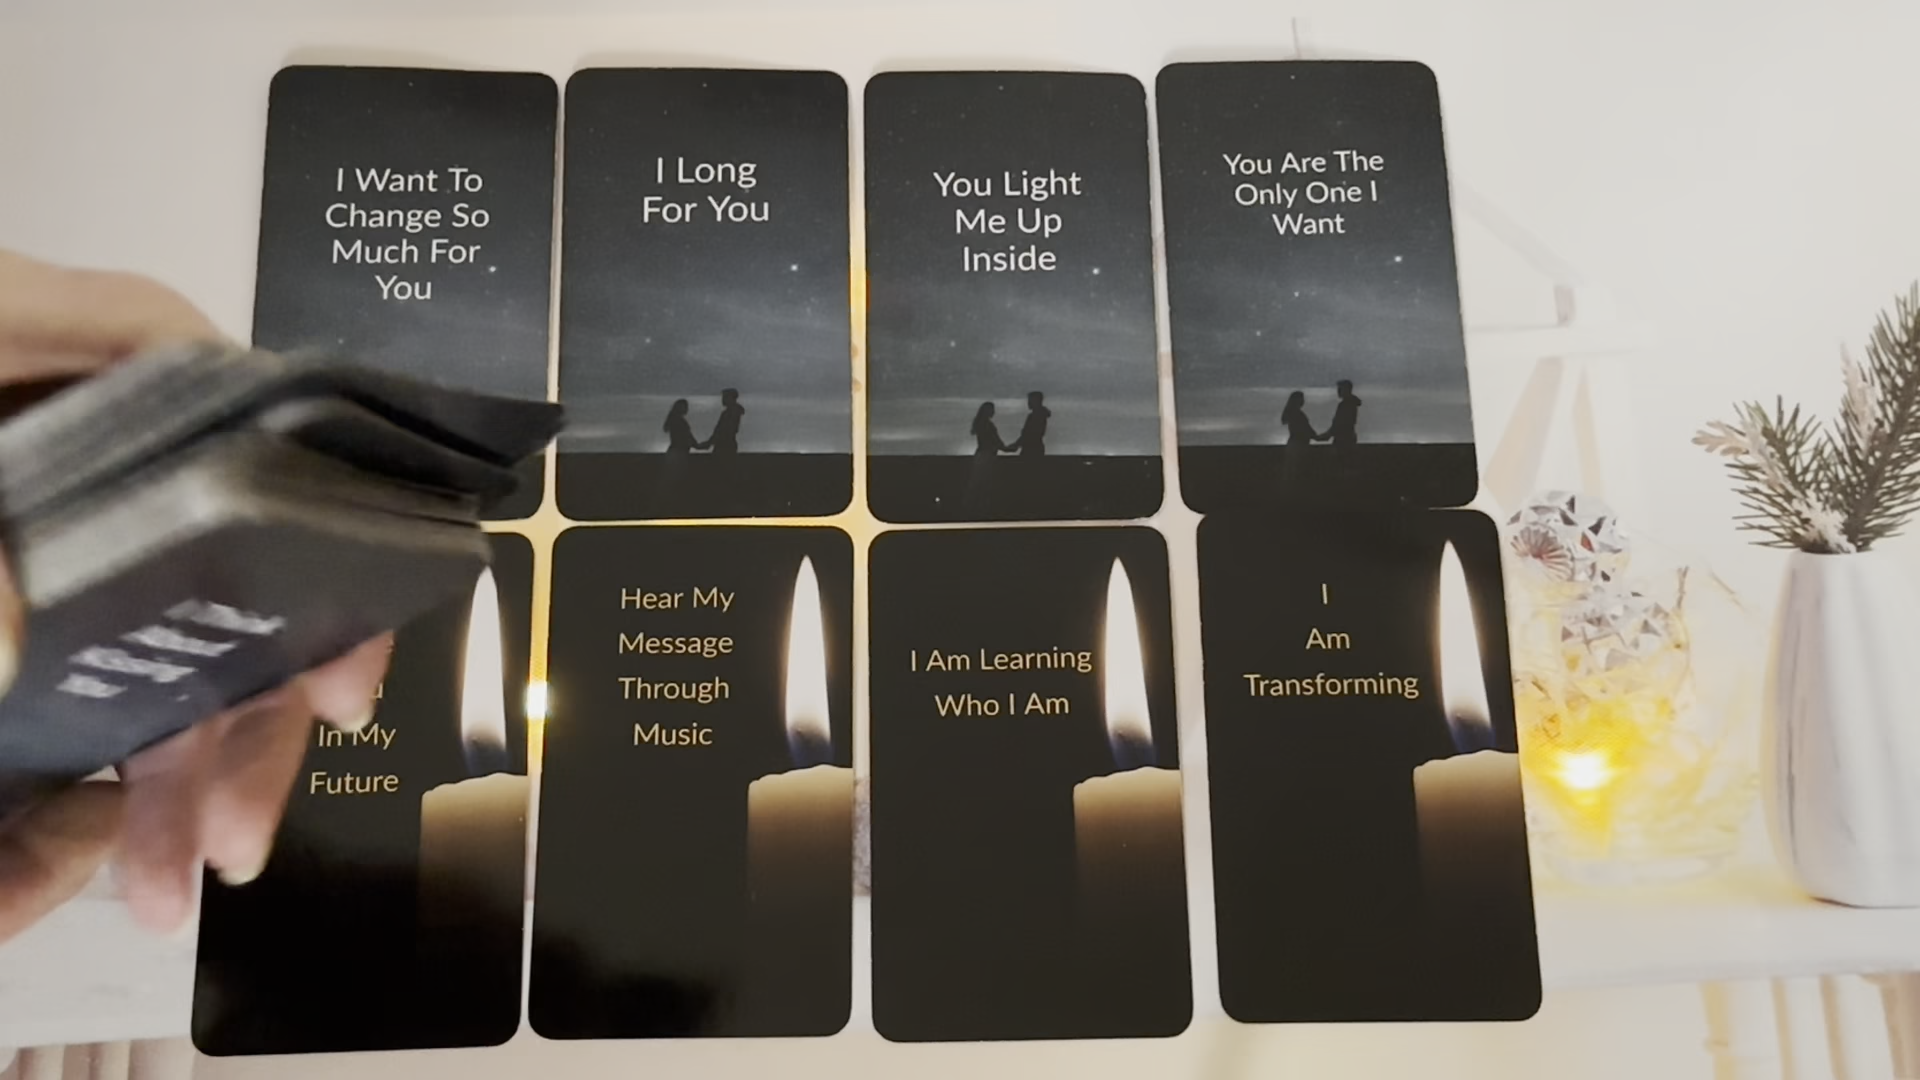 I Want To
Change So
Much For
You
I Long
For You
You Light
Me Up
Inside
You Are The
Only One I
Want
In My
Future
Hear My
Message
Through
Music
I Am Learning
Who I Am
I
Am
Transforming